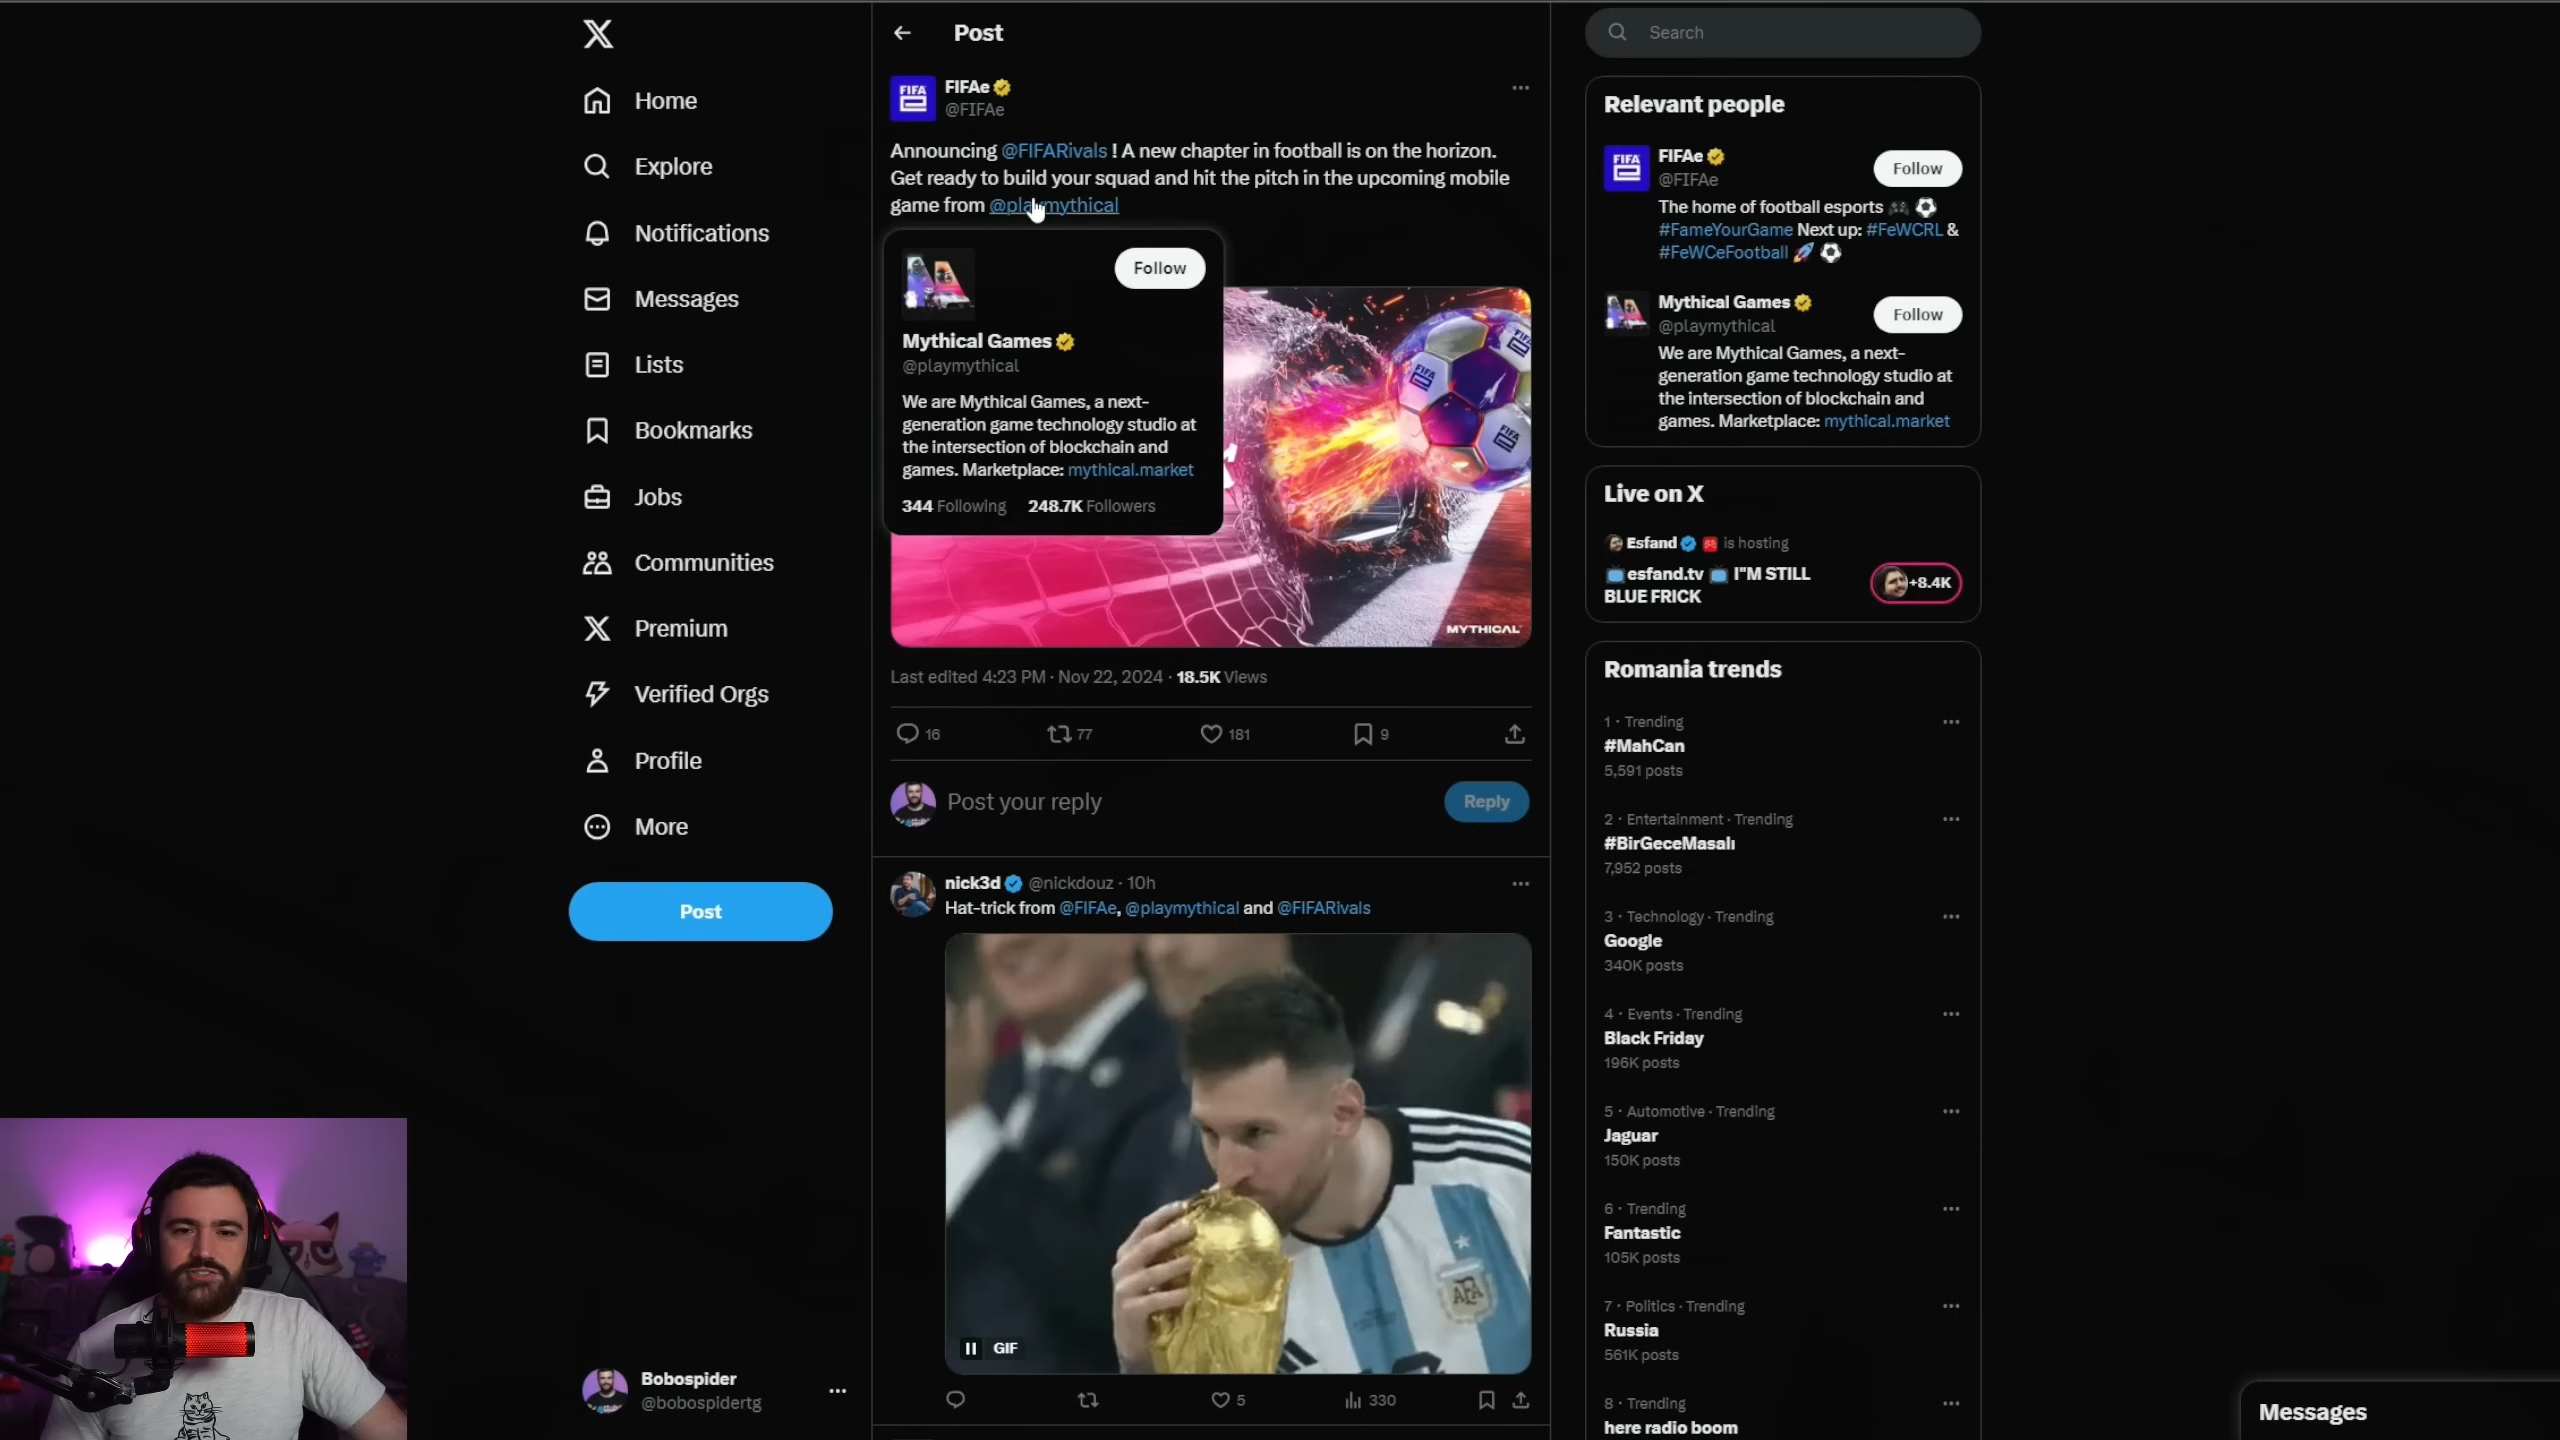 Home
Explore
Notifications
Messages
Lists
Bookmarks
Jobs
Communities
Premium
Verified Orgs
Profile
More
Post
Bobospider
@bobospidertg
Post
FIFAe
@FIFAe
Announcing @FIFARivals ! A new chapter in football is on the horizon.
Get ready to build your squad and hit the pitch in the upcoming mobile
game from @playmythical
Follow
Mythical Games
@playmythical
We are Mythical Games, a next-
generation game technology studio at
the intersection of blockchain and
games. Marketplace: mythical.market
344 Following 248.7K Followers
FIFA
FIFA
FIFA
MYTHICAL
Last edited 4:23 PM · Nov 22, 2024 · 18.5K Views
16 77 181 9
Post your reply
Reply
nick3d @nickdouz · 10h
Hat-trick from @FIFAe, @playmythical and @FIFARivals
AFA
GIF
5 330
Search
Relevant people
FIFA
FIFAe
@FIFAe
Follow
The home of football esports
#FameYourGame Next up: #FeWCRL &
#FeWCeFootball
Mythical Games
@playmythical
Follow
We are Mythical Games, a next-
generation game technology studio at
the intersection of blockchain and
games. Marketplace: mythical.market
Live on X
Esfand is hosting
esfand.tv I"M STILL
BLUE FRICK
+8.4K
Romania trends
1 · Trending
#MahCan
5,591 posts
2 · Entertainment · Trending
#BirGeceMasalı
7,952 posts
3 · Technology · Trending
Google
340K posts
4 · Events · Trending
Black Friday
196K posts
5 · Automotive · Trending
Jaguar
150K posts
6 · Trending
Fantastic
105K posts
7 · Politics · Trending
Russia
561K posts
8 · Trending
here radio boom
Messages